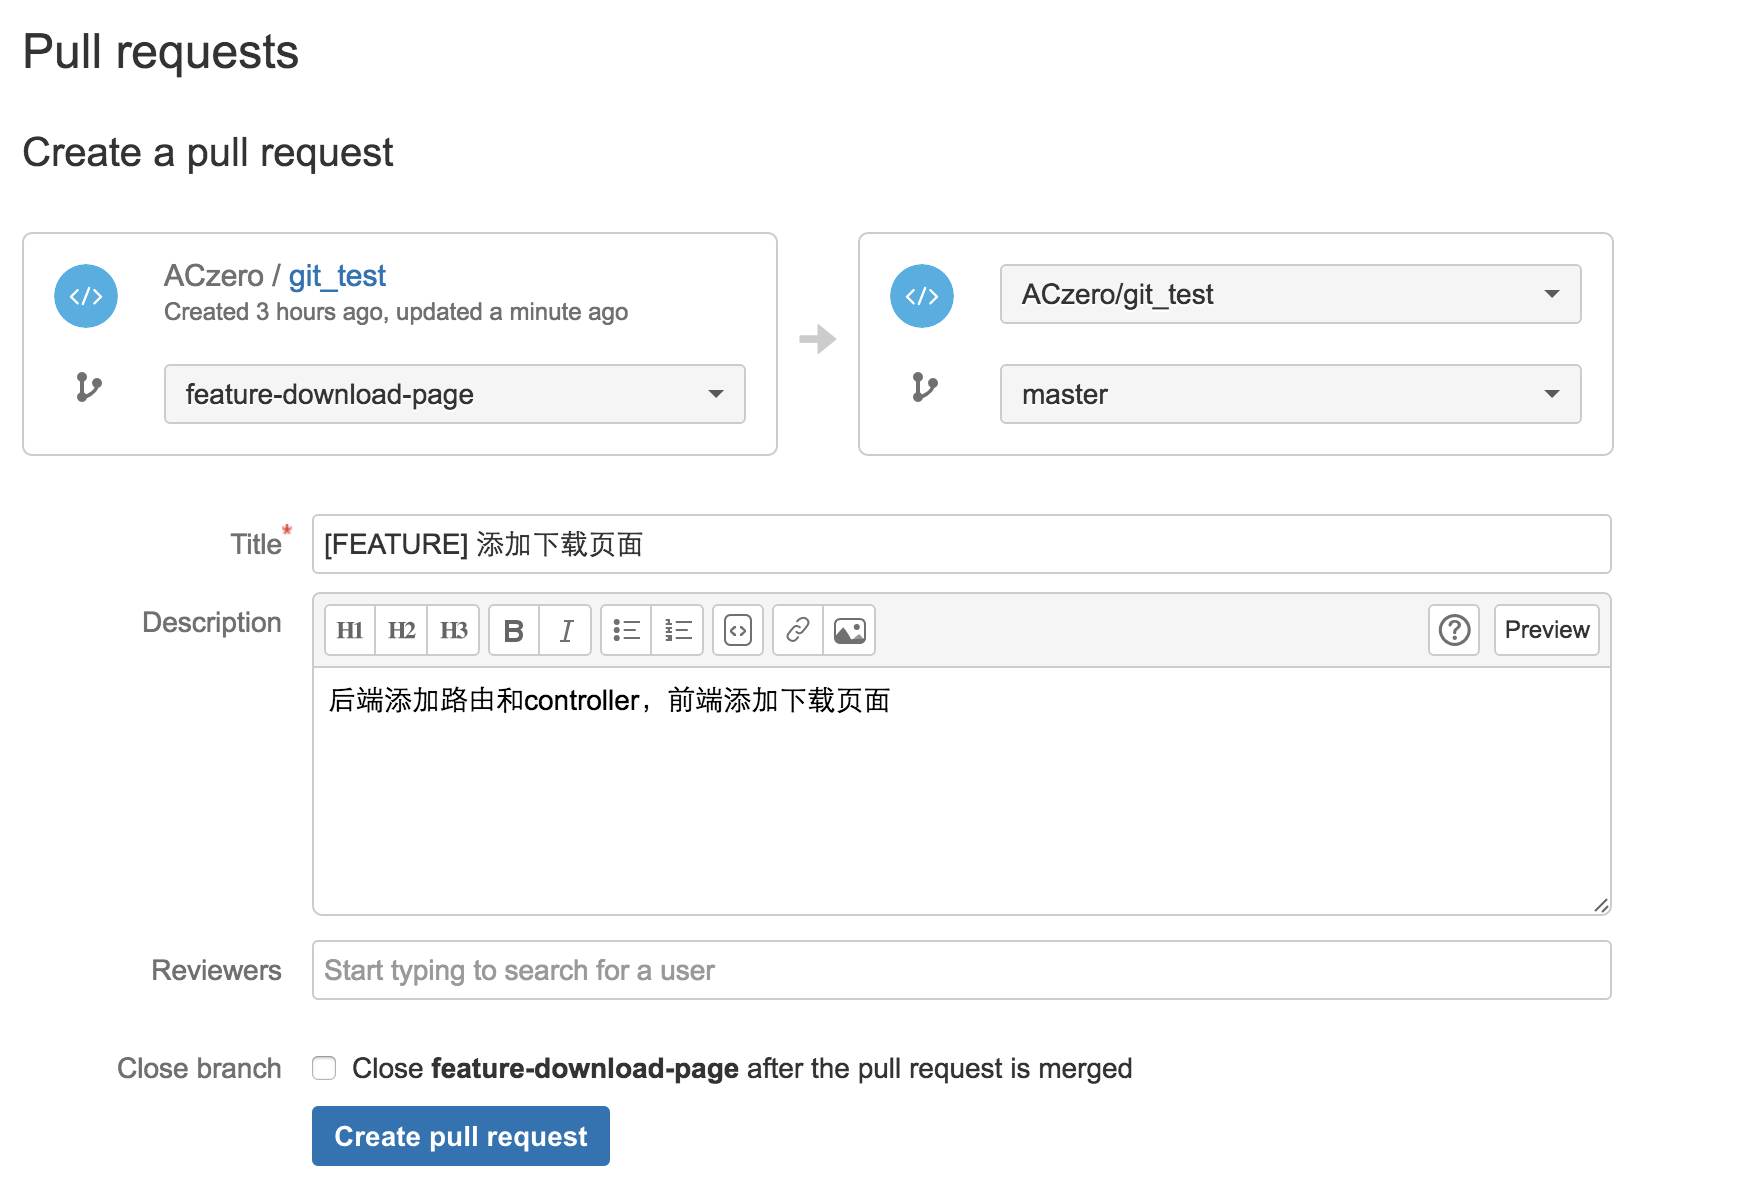 Pull requests
Create a pull request
ACzero / git_test
Created 3 hours ago, updated a minute ago
feature-download-page
ACzero/git_test
master
Title*
[FEATURE] 添加下载页面
Description
H1 H2 H3 B I
Preview
后端添加路由和controller，前端添加下载页面
Reviewers
Start typing to search for a user
Close branch
Close feature-download-page after the pull request is merged
Create pull request